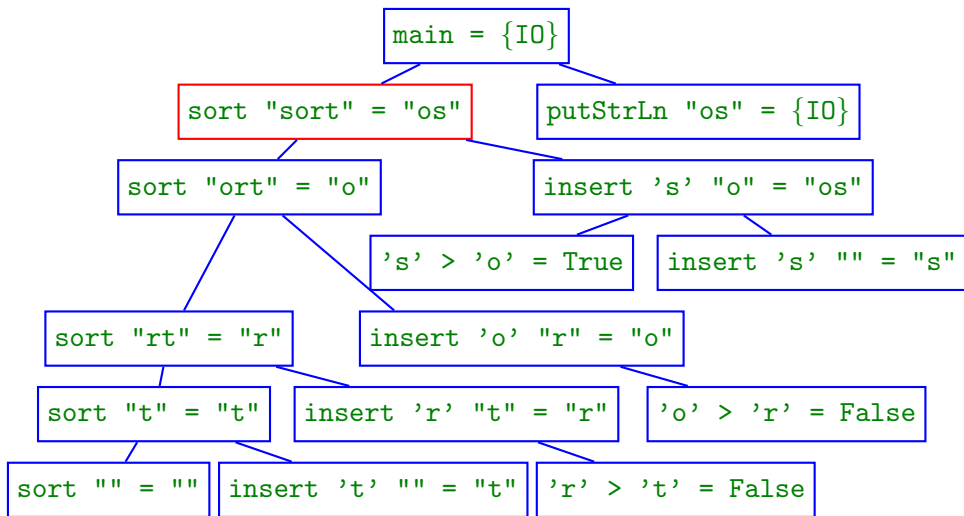 main = {IO}
sort "sort" = "os"
putStrLn "os" = {IO}
sort "ort" = "o"
insert 's' "o" = "os"
's' > 'o' = True
insert 's' "" = "s"
sort "rt" = "r"
insert 'o' "r" = "o"
sort "t" = "t"
insert 'r' "t" = "r"
'o' > 'r' = False
sort "" = ""
insert 't' "" = "t"
'r' > 't' = False